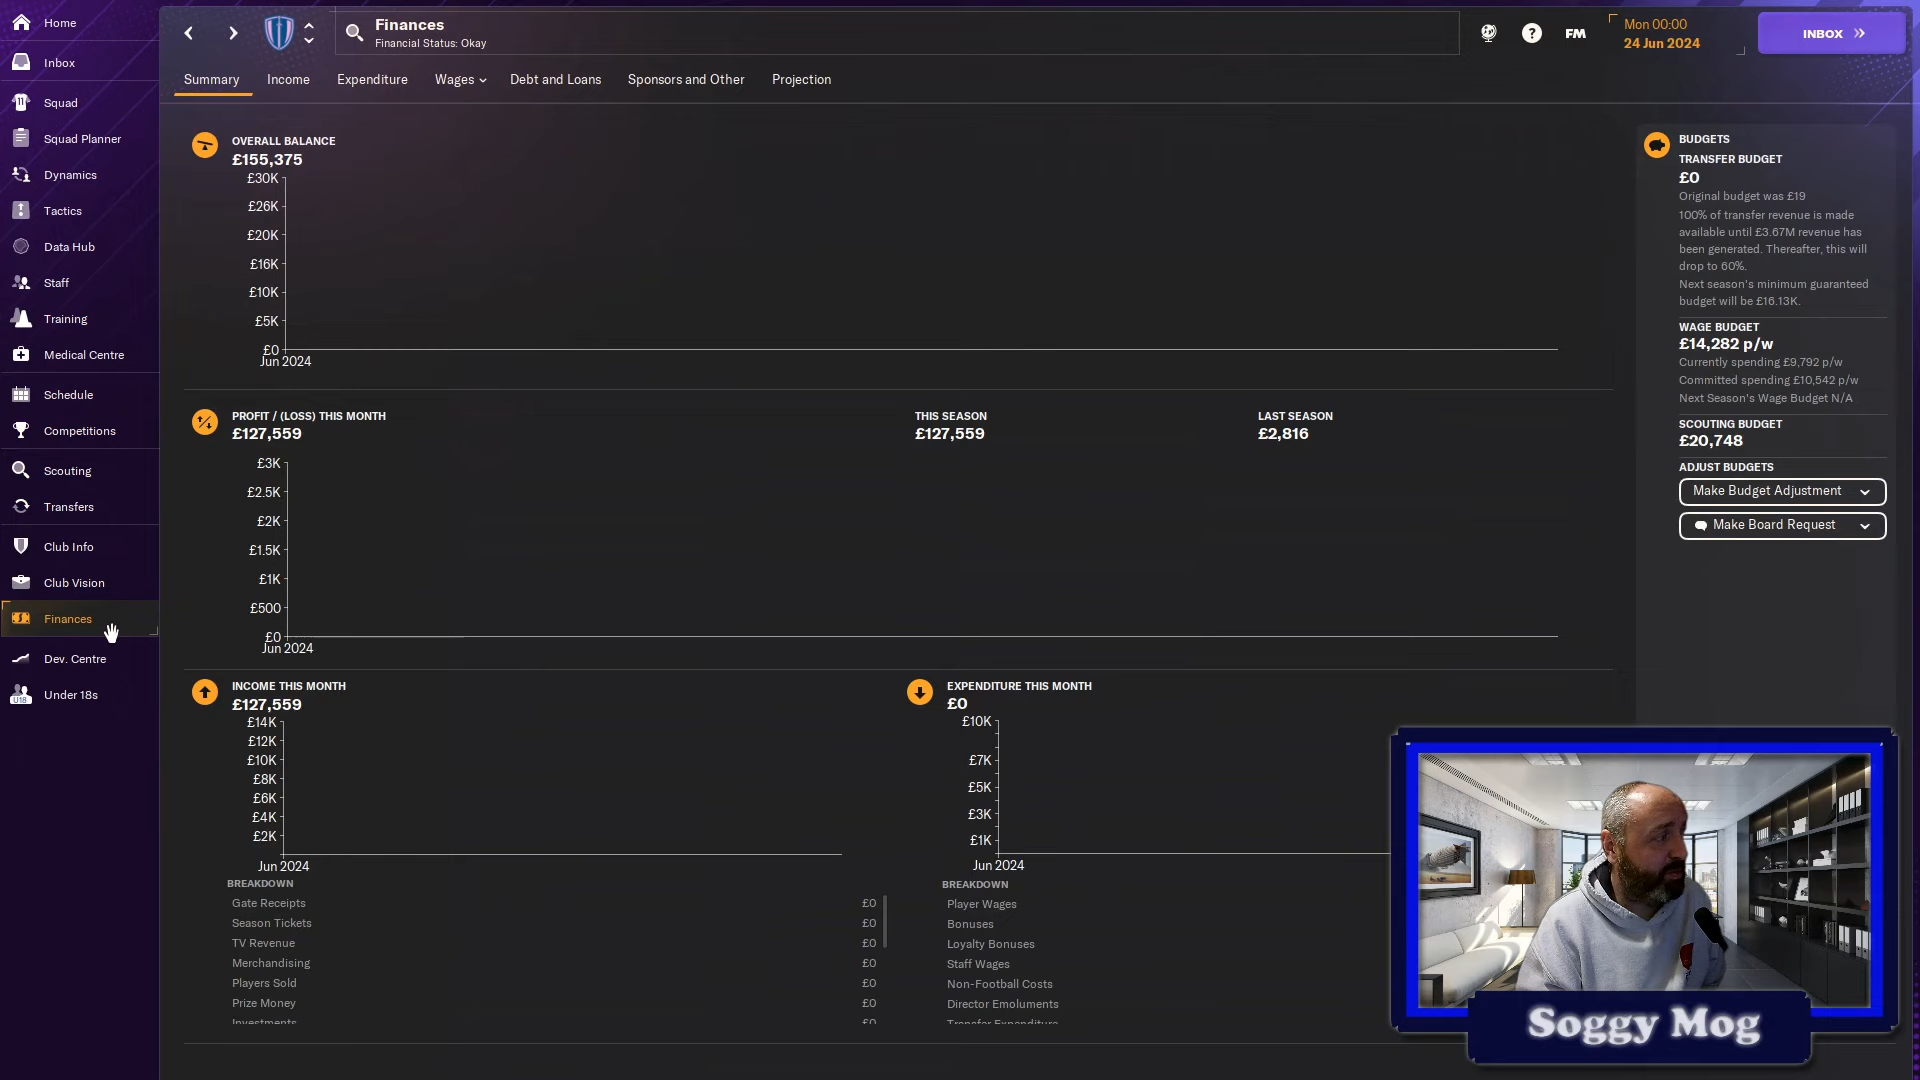 Home
Inbox
Squad
Squad Planner
Dynamics
Tactics
Data Hub
Staff
Training
Medical Centre
Schedule
Competitions
Scouting
Transfers
Club Info
Club Vision
Finances
Dev. Centre
U18 Under 18s
Finances
Financial Status: Okay
FM
Mon 00:00
24 Jun 2024
INBOX
Summary Income Expenditure Wages Debt and Loans Sponsors and Other Projection
OVERALL BALANCE
£155,375
£30K
£26K
£20K
£16K
£10K
£5K
£0
Jun 2024
PROFIT / (LOSS) THIS MONTH
£127,559
THIS SEASON
£127,559
LAST SEASON
£2,816
£3K
£2.5K
£2K
£1.5K
£1K
£500
£0
Jun 2024
INCOME THIS MONTH
£127,559
£14K
£12K
£10K
£8K
£6K
£4K
£2K
Jun 2024
BREAKDOWN
Gate Receipts £0
Season Tickets £0
TV Revenue £0
Merchandising £0
Players Sold £0
Prize Money £0
Investments £0
EXPENDITURE THIS MONTH
£0
£10K
£7K
£5K
£3K
£1K
Jun 2024
BREAKDOWN
Player Wages
Bonuses
Loyalty Bonuses
Staff Wages
Non-Football Costs
Director Emoluments
Transfer Expenditure
BUDGETS
TRANSFER BUDGET
£0
Original budget was £19
100% of transfer revenue is made
available until £3.67M revenue has
been generated. Thereafter, this will
drop to 60%.
Next season's minimum guaranteed
budget will be £16.13K.
WAGE BUDGET
£14,282 p/w
Currently spending £9,792 p/w
Committed spending £10,542 p/w
Next Season's Wage Budget N/A
SCOUTING BUDGET
£20,748
ADJUST BUDGETS
Make Budget Adjustment
Make Board Request
Soggy Mog